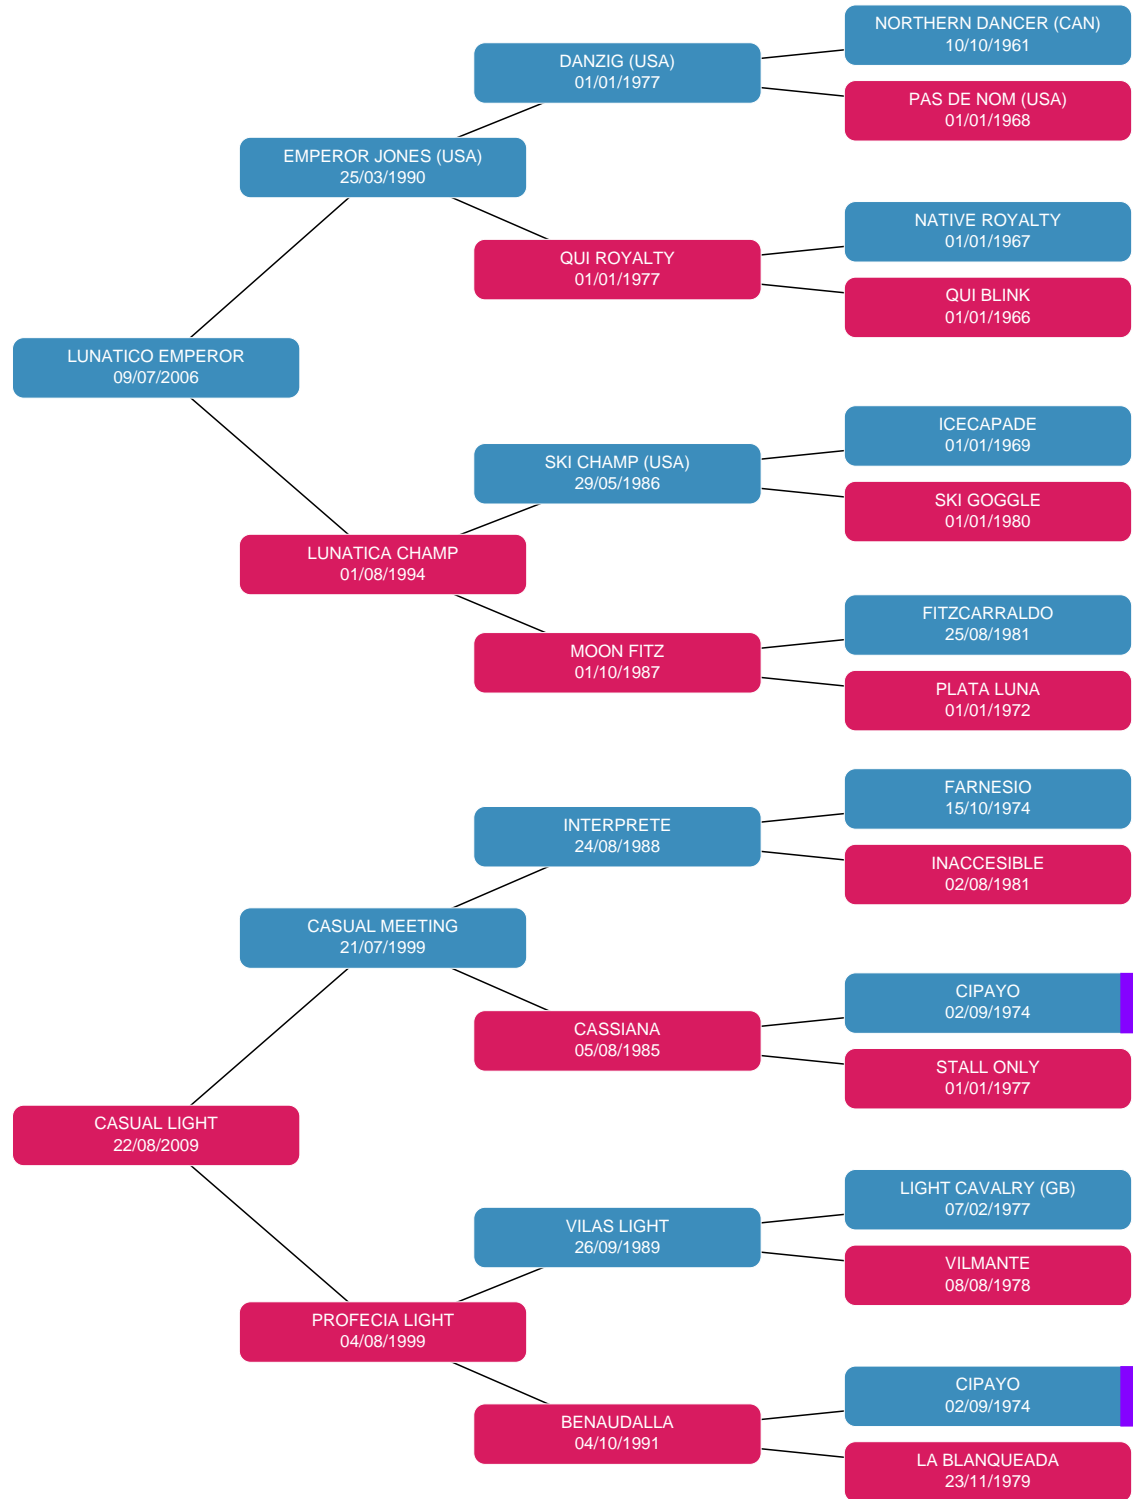 NORTHERN DANCER (CAN)
10/10/1961
DANZIG (USA)
01/01/1977
PAS DE NOM (USA)
01/01/1968
EMPEROR JONES (USA)
25/03/1990
NATIVE ROYALTY
01/01/1967
QUI ROYALTY
01/01/1977
QUI BLINK
01/01/1966
LUNATICO EMPEROR
09/07/2006
ICECAPADE
01/01/1969
SKI CHAMP (USA)
29/05/1986
SKI GOGGLE
01/01/1980
LUNATICA CHAMP
01/08/1994
FITZCARRALDO
25/08/1981
MOON FITZ
01/10/1987
PLATA LUNA
01/01/1972
FARNESIO
15/10/1974
INTERPRETE
24/08/1988
INACCESIBLE
02/08/1981
CASUAL MEETING
21/07/1999
CIPAYO
02/09/1974
CASSIANA
05/08/1985
STALL ONLY
01/01/1977
CASUAL LIGHT
22/08/2009
LIGHT CAVALRY (GB)
07/02/1977
VILAS LIGHT
26/09/1989
VILMANTE
08/08/1978
PROFECIA LIGHT
04/08/1999
CIPAYO
02/09/1974
BENAUDALLA
04/10/1991
LA BLANQUEADA
23/11/1979